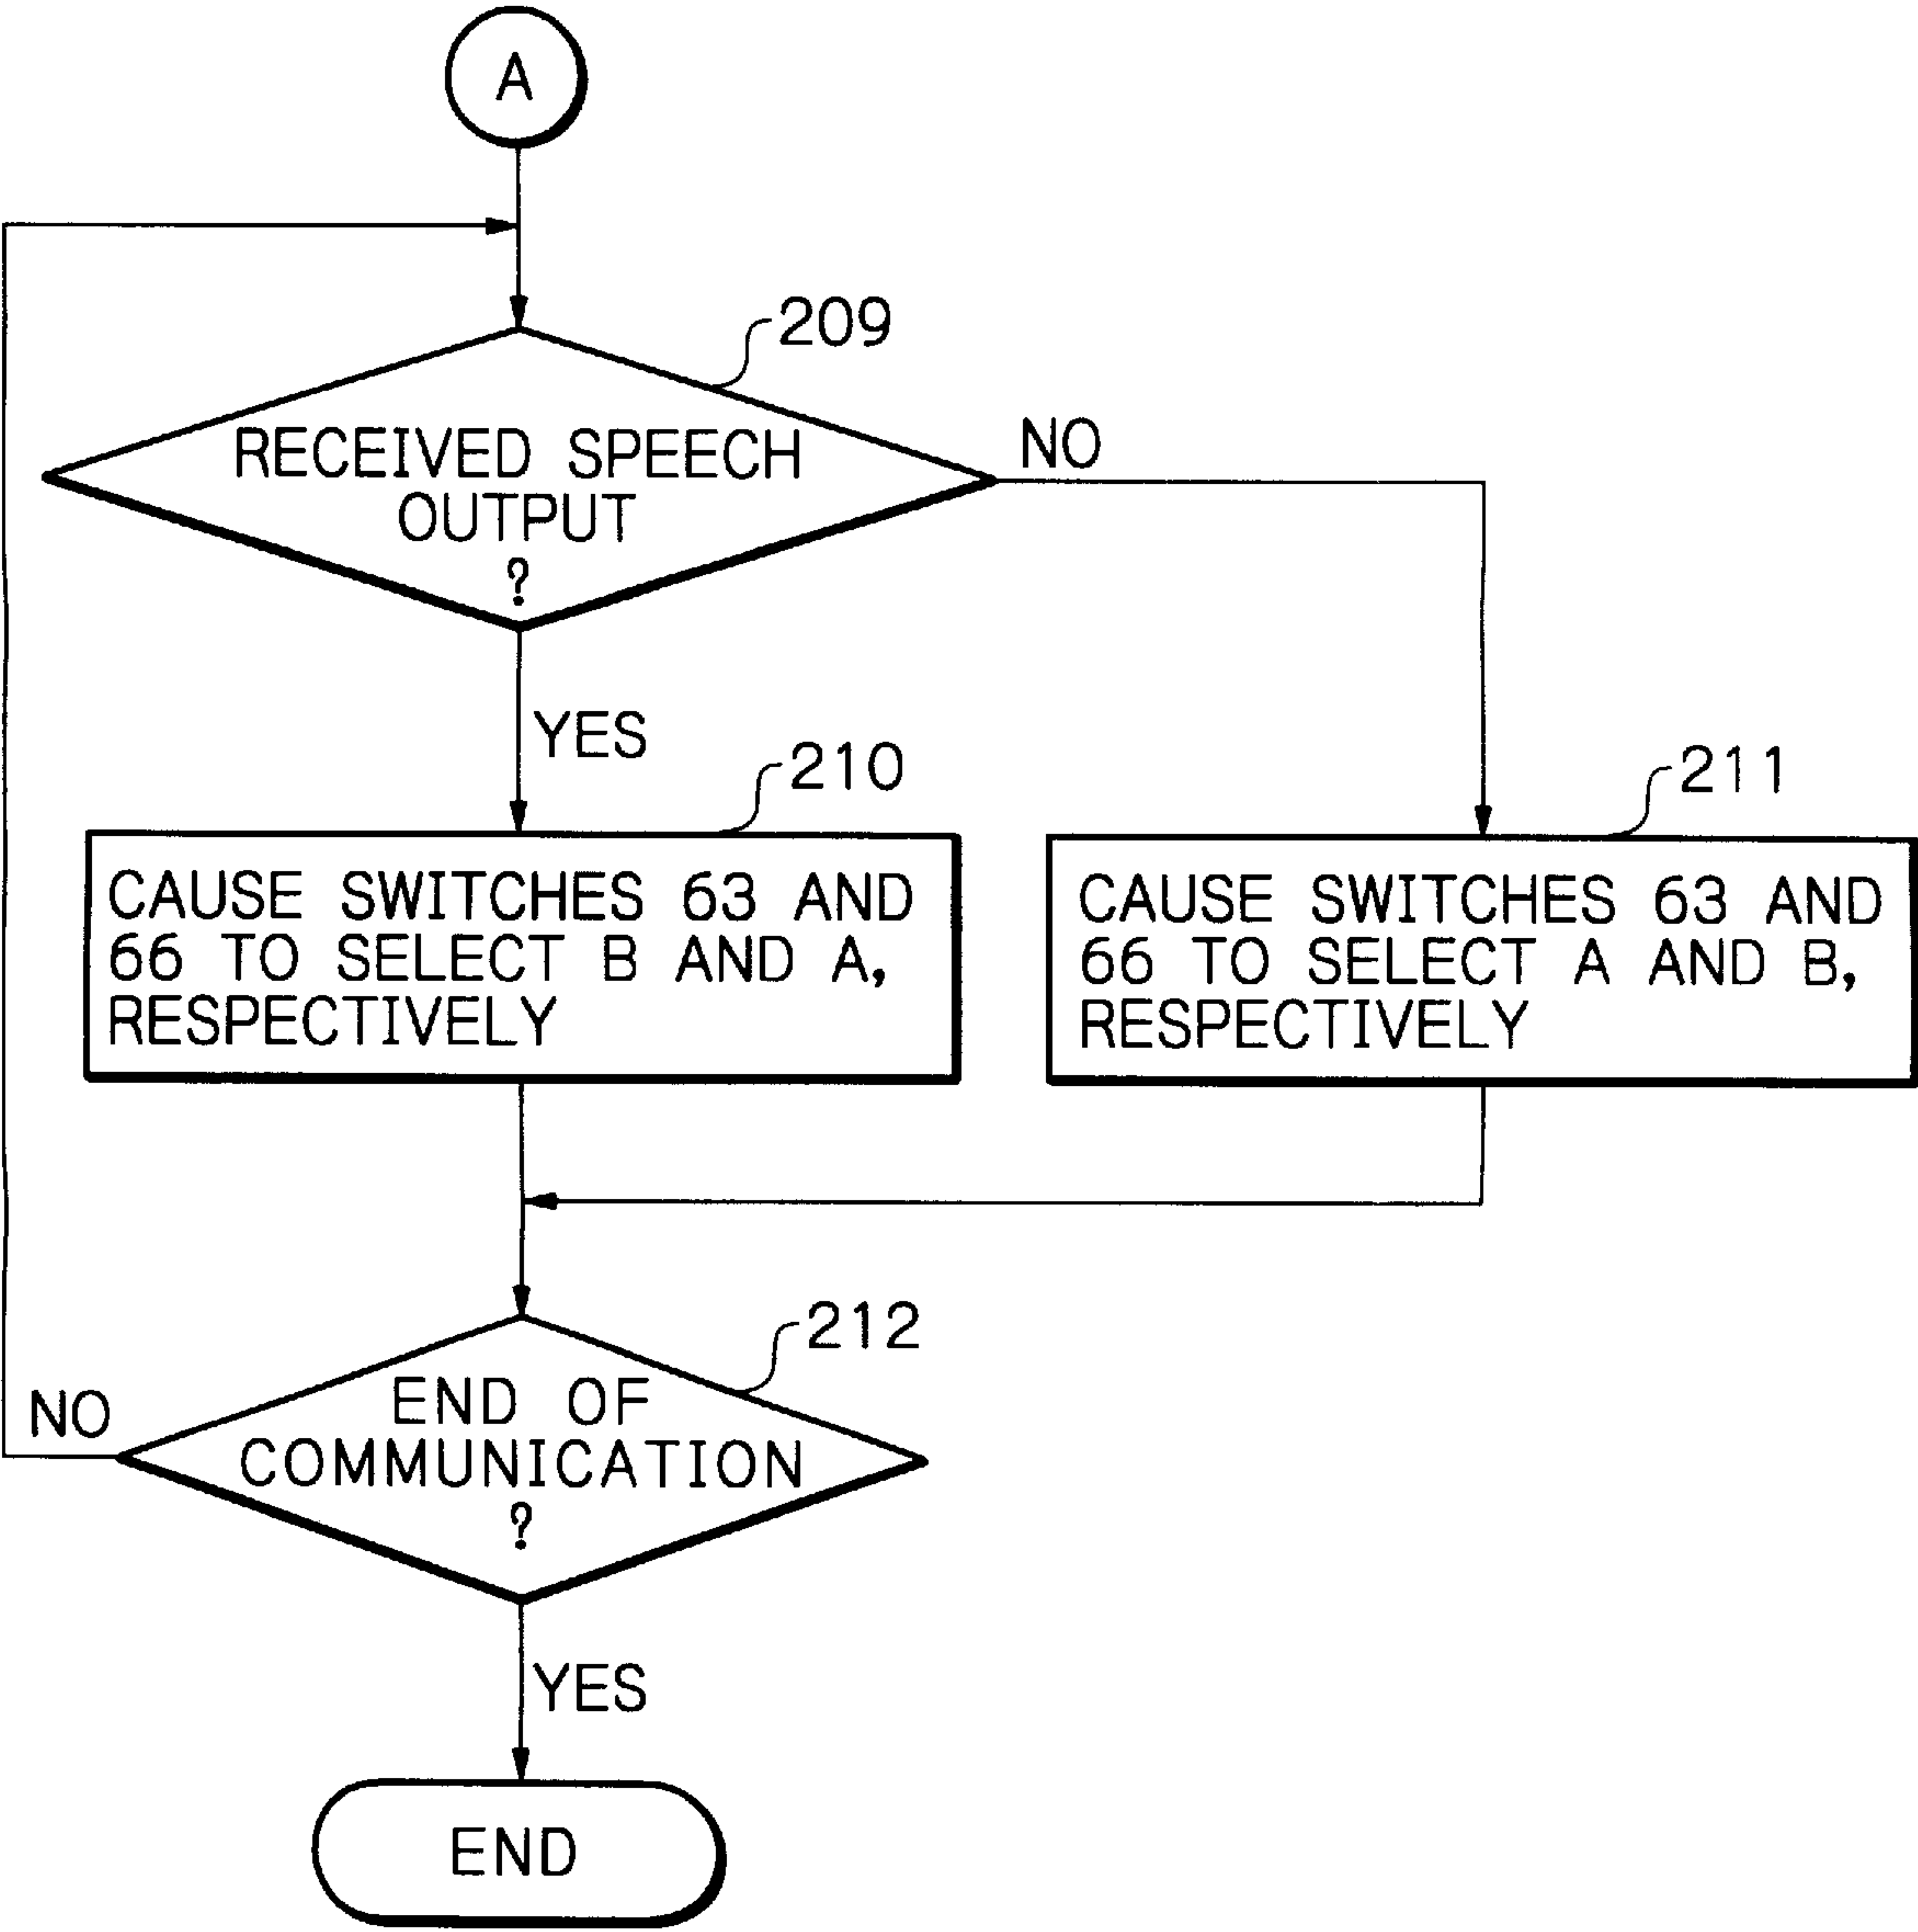 A
209
RECEIVED SPEECH
OUTPUT
?
NO
YES
210
CAUSE SWITCHES 63 AND
66 TO SELECT B AND A,
RESPECTIVELY
211
CAUSE SWITCHES 63 AND
66 TO SELECT A AND B,
RESPECTIVELY
212
END OF
COMMUNICATION
?
NO
YES
END